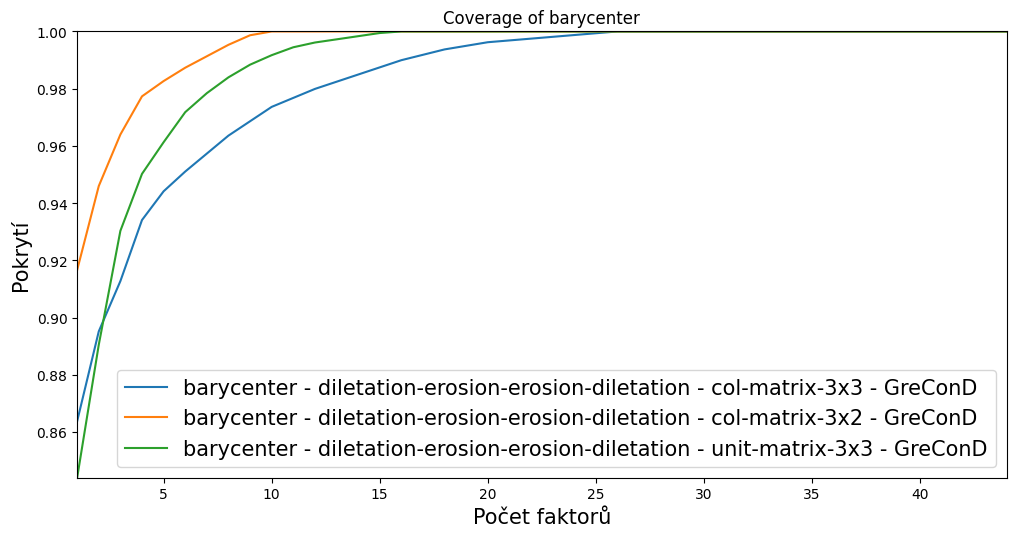 Coverage of barycenter
1.00
0.98
0.96
0.94
0.92
0.90
0.88
0.86
Pokrytí
barycenter - diletation-erosion-erosion-diletation - col-matrix-3x3 - GreConD
barycenter - diletation-erosion-erosion-diletation - col-matrix-3x2 - GreConD
barycenter - diletation-erosion-erosion-diletation - unit-matrix-3x3 - GreConD
5 10 15 20 25 30 35 40
Počet faktorů